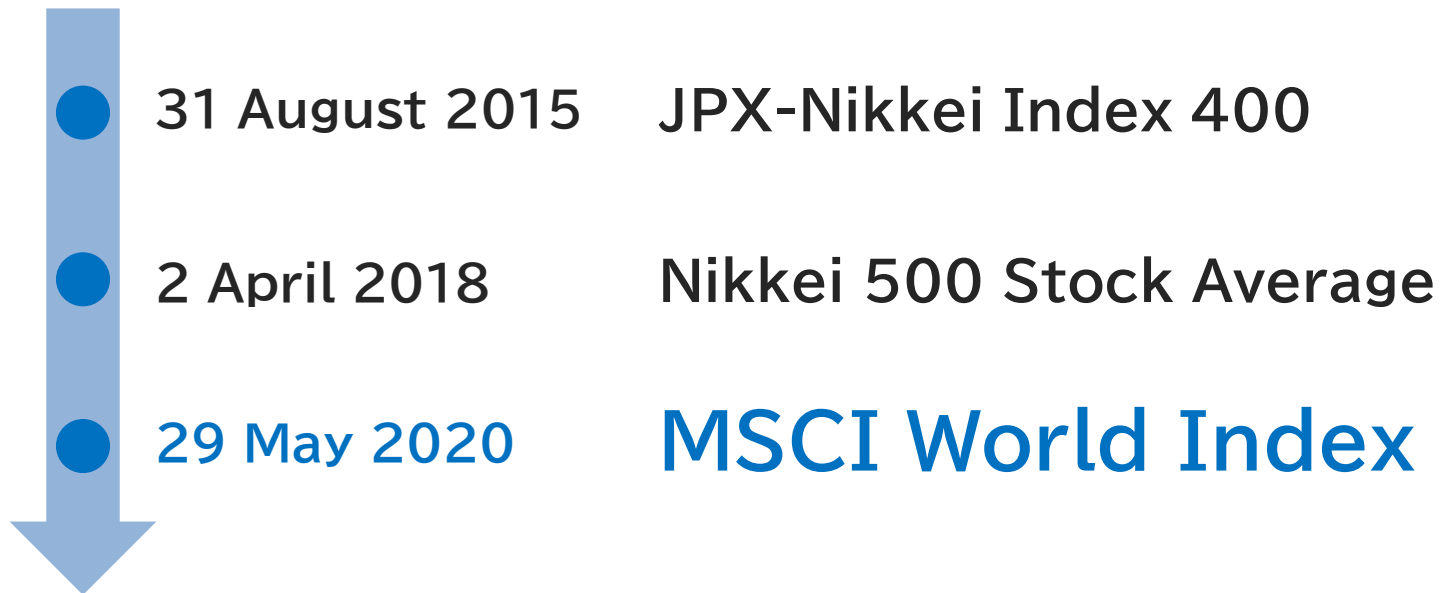 31 August 2015 JPX-Nikkei Index 400
2 April 2018 Nikkei 500 Stock Average
29 May 2020 MSCI World Index